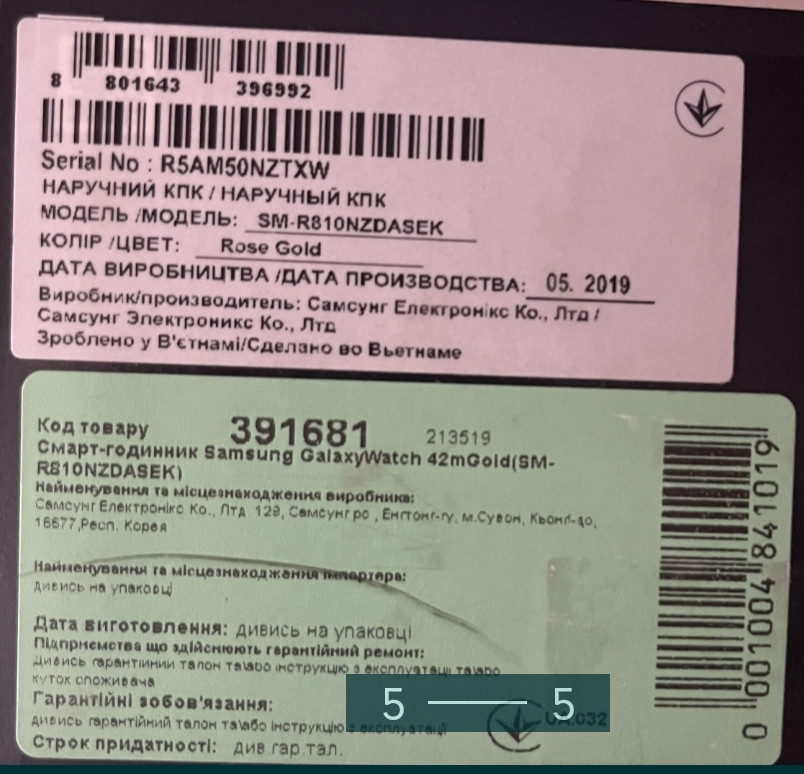 8 801643 396992
Serial No : R5AM50NZTXW
НАРУЧНИЙ КПК / НАРУЧНЫЙ КПК
МОДЕЛЬ /МОДЕЛЬ: SM-R810NZDASEK
КОЛІР /ЦВЕТ: Rose Gold
ДАТА ВИРОБНИЦТВА /ДАТА ПРОИЗВОДСТВА: 05. 2019
Виробник/производитель: Самсунг Електронікс Ко., Лтд /
Самсунг Электроникс Ко., Лтд
Зроблено у В'єтнамі/Сделано во Вьетнаме
Код товару 391681 213519
Смарт-годинник Samsung GalaxyWatch 42mGold(SM-
R810NZDASEK)
Найменування та місцезнаходження виробника:
Самсунг Електронікс Ко., Лтд 129, Самсунг ро , м.Сувон,
16677,Респ. Корея
Найменування та місцезнаходження імпортера:
дивись на упаковці
Дата виготовлення: дивись на упаковці
Підприємства що здійснюють гарантійний ремонт:
Дивись гарантійний талон та\або інструкцію з експлуатації та\або
куток споживача
Гарантійні зобов'язання:
дивись гарантійний талон та\або інструкцію з експлуатації
Строк придатності: див.гар.тал.
0 001004 841019
UA.032
5 — 5